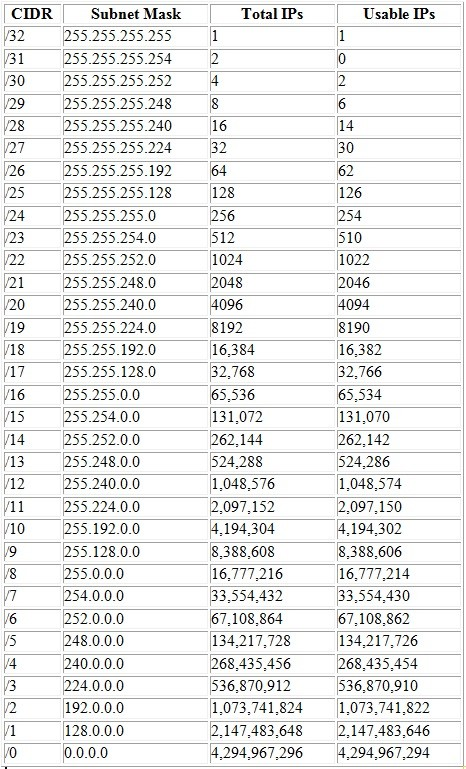 CIDR Subnet Mask Total IPs Usable IPs
/32 255.255.255.255 1 1
/31 255.255.255.254 2 0
/30 255.255.255.252 4 2
/29 255.255.255.248 8 6
/28 255.255.255.240 16 14
/27 255.255.255.224 32 30
/26 255.255.255.192 64 62
/25 255.255.255.128 128 126
/24 255.255.255.0 256 254
/23 255.255.254.0 512 510
/22 255.255.252.0 1024 1022
/21 255.255.248.0 2048 2046
/20 255.255.240.0 4096 4094
/19 255.255.224.0 8192 8190
/18 255.255.192.0 16,384 16,382
/17 255.255.128.0 32,768 32,766
/16 255.255.0.0 65,536 65,534
/15 255.254.0.0 131,072 131,070
/14 255.252.0.0 262,144 262,142
/13 255.248.0.0 524,288 524,286
/12 255.240.0.0 1,048,576 1,048,574
/11 255.224.0.0 2,097,152 2,097,150
/10 255.192.0.0 4,194,304 4,194,302
/9 255.128.0.0 8,388,608 8,388,606
/8 255.0.0.0 16,777,216 16,777,214
/7 254.0.0.0 33,554,432 33,554,430
/6 252.0.0.0 67,108,864 67,108,862
/5 248.0.0.0 134,217,728 134,217,726
/4 240.0.0.0 268,435,456 268,435,454
/3 224.0.0.0 536,870,912 536,870,910
/2 192.0.0.0 1,073,741,824 1,073,741,822
/1 128.0.0.0 2,147,483,648 2,147,483,646
/0 0.0.0.0 4,294,967,296 4,294,967,294